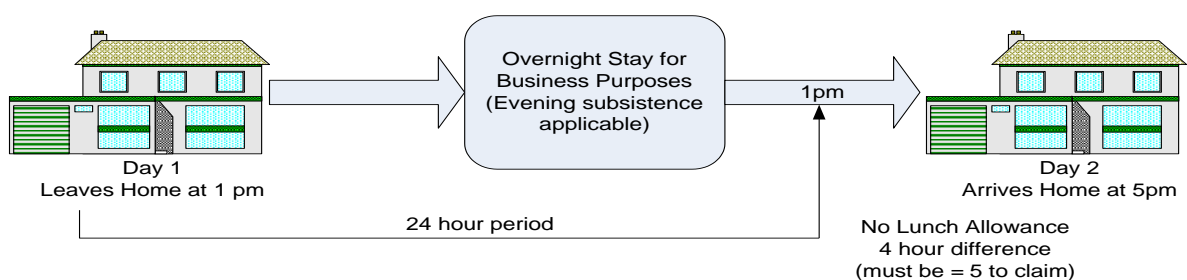 Overnight Stay for
Business Purposes
(Evening subsistence
applicable)
1pm
Day 1
Leaves Home at 1 pm
Day 2
Arrives Home at 5pm
24 hour period
No Lunch Allowance
4 hour difference
(must be = 5 to claim)